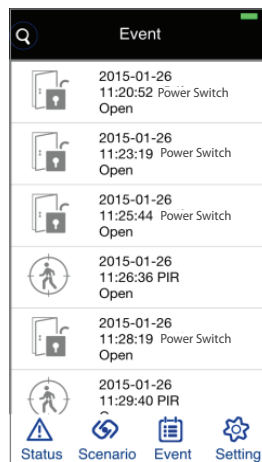 Event
2015-01-26
11:20:52 Power Switch
Open
2015-01-26
11:23:19 Power Switch
Open
2015-01-26
11:25:44 Power Switch
Open
2015-01-26
11:26:36 PIR
Open
2015-01-26
11:28:19 Power Switch
Open
2015-01-26
11:29:40 PIR
Status Scenario Event Setting